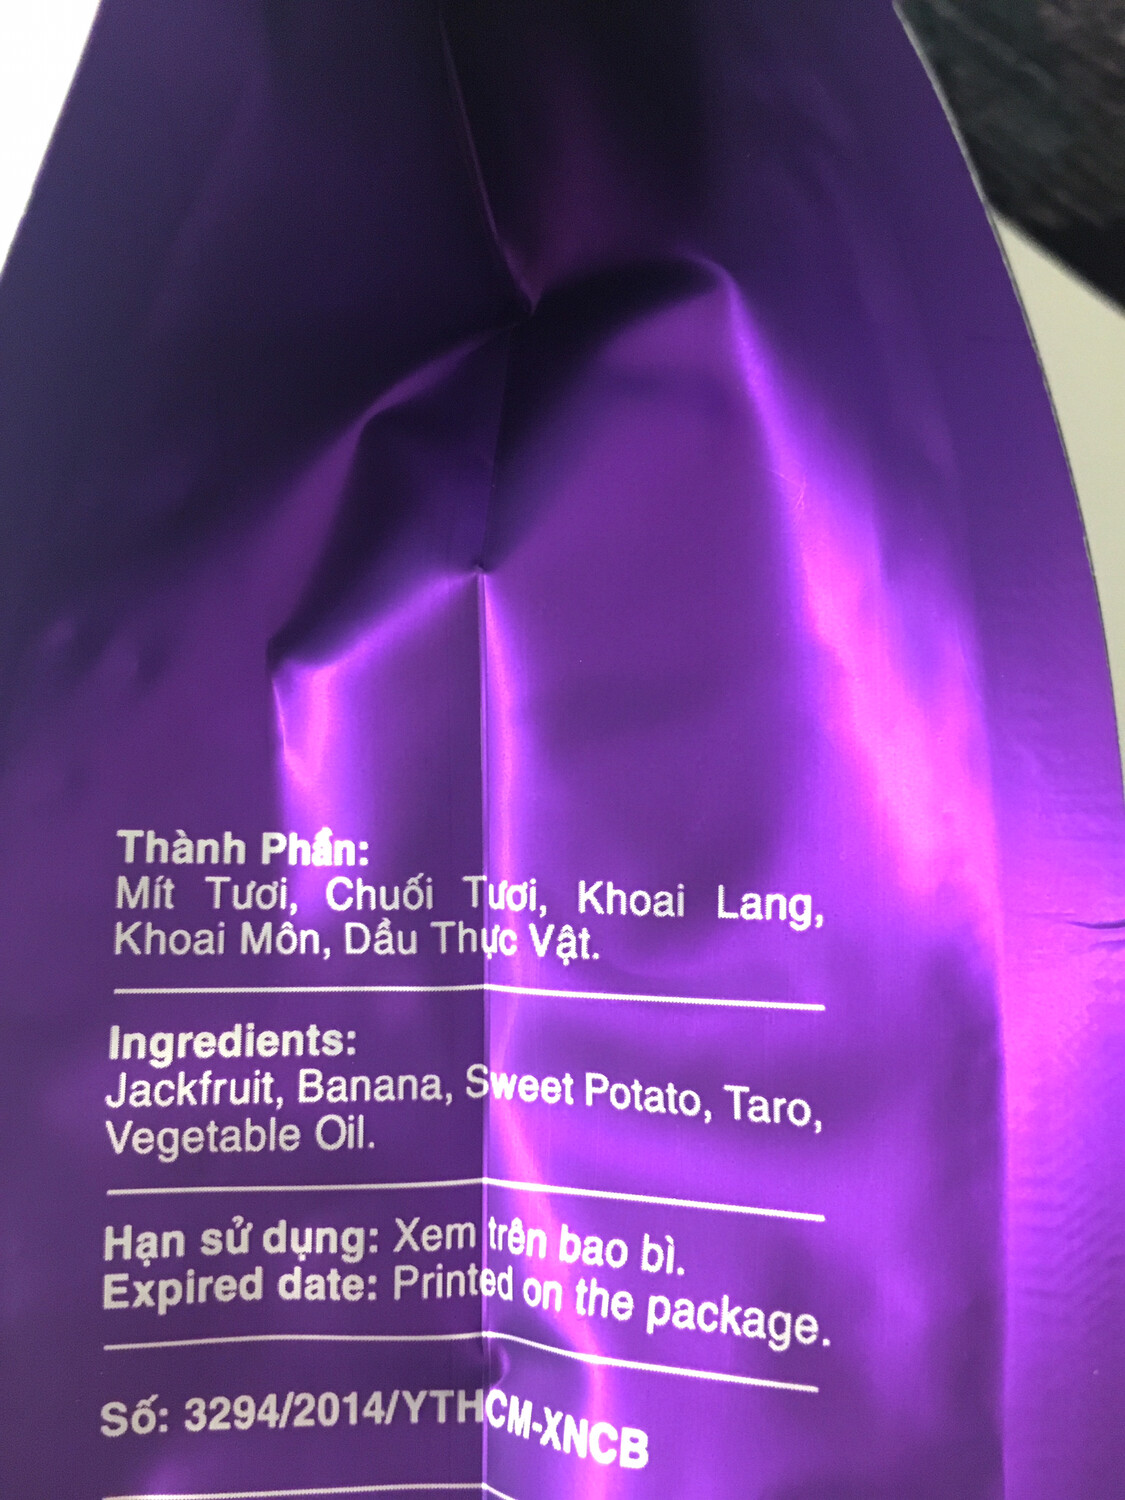 Thành Phần:
Mít Tươi, Chuối Tươi, Khoai Lang,
Khoai Môn, Dầu Thực Vật.
Ingredients:
Jackfruit, Banana, Sweet Potato, Taro,
Vegetable Oil.
Hạn sử dụng: Xem trên bao bì.
Expired date: Printed on the package.
Số: 3294/2014/YTHCM-XNCB